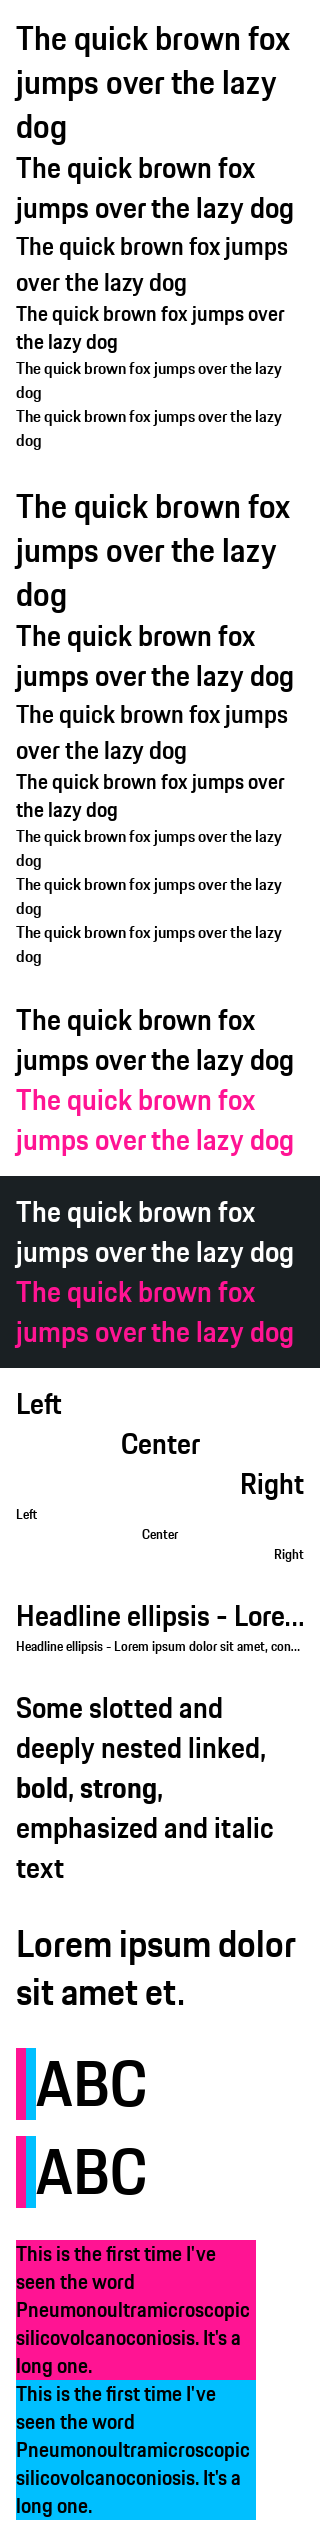 The quick brown fox
jumps over the lazy
dog
The quick brown fox
jumps over the lazy dog
The quick brown fox jumps
over the lazy dog
The quick brown fox jumps over
the lazy dog
The quick brown fox jumps over the lazy
dog
The quick brown fox jumps over the lazy
dog
The quick brown fox
jumps over the lazy
dog
The quick brown fox
jumps over the lazy dog
The quick brown fox jumps
over the lazy dog
The quick brown fox jumps over
the lazy dog
The quick brown fox jumps over the lazy
dog
The quick brown fox jumps over the lazy
dog
The quick brown fox jumps over the lazy
dog
The quick brown fox
jumps over the lazy dog
The quick brown fox
jumps over the lazy dog
The quick brown fox
jumps over the lazy dog
The quick brown fox
jumps over the lazy dog
Left
Center
Right
Left
Center
Right
Headline ellipsis - Lore...
Headline ellipsis - Lorem ipsum dolor sit amet, con...
Some slotted and
deeply nested linked,
bold, strong,
emphasized and italic
text
Lorem ipsum dolor
sit amet et.
ABC
ABC
This is the first time I've
seen the word
Pneumonoultramicroscopic
silicovolcanoconiosis. It's a
long one.
This is the first time I've
seen the word
Pneumonoultramicroscopic
silicovolcanoconiosis. It's a
long one.